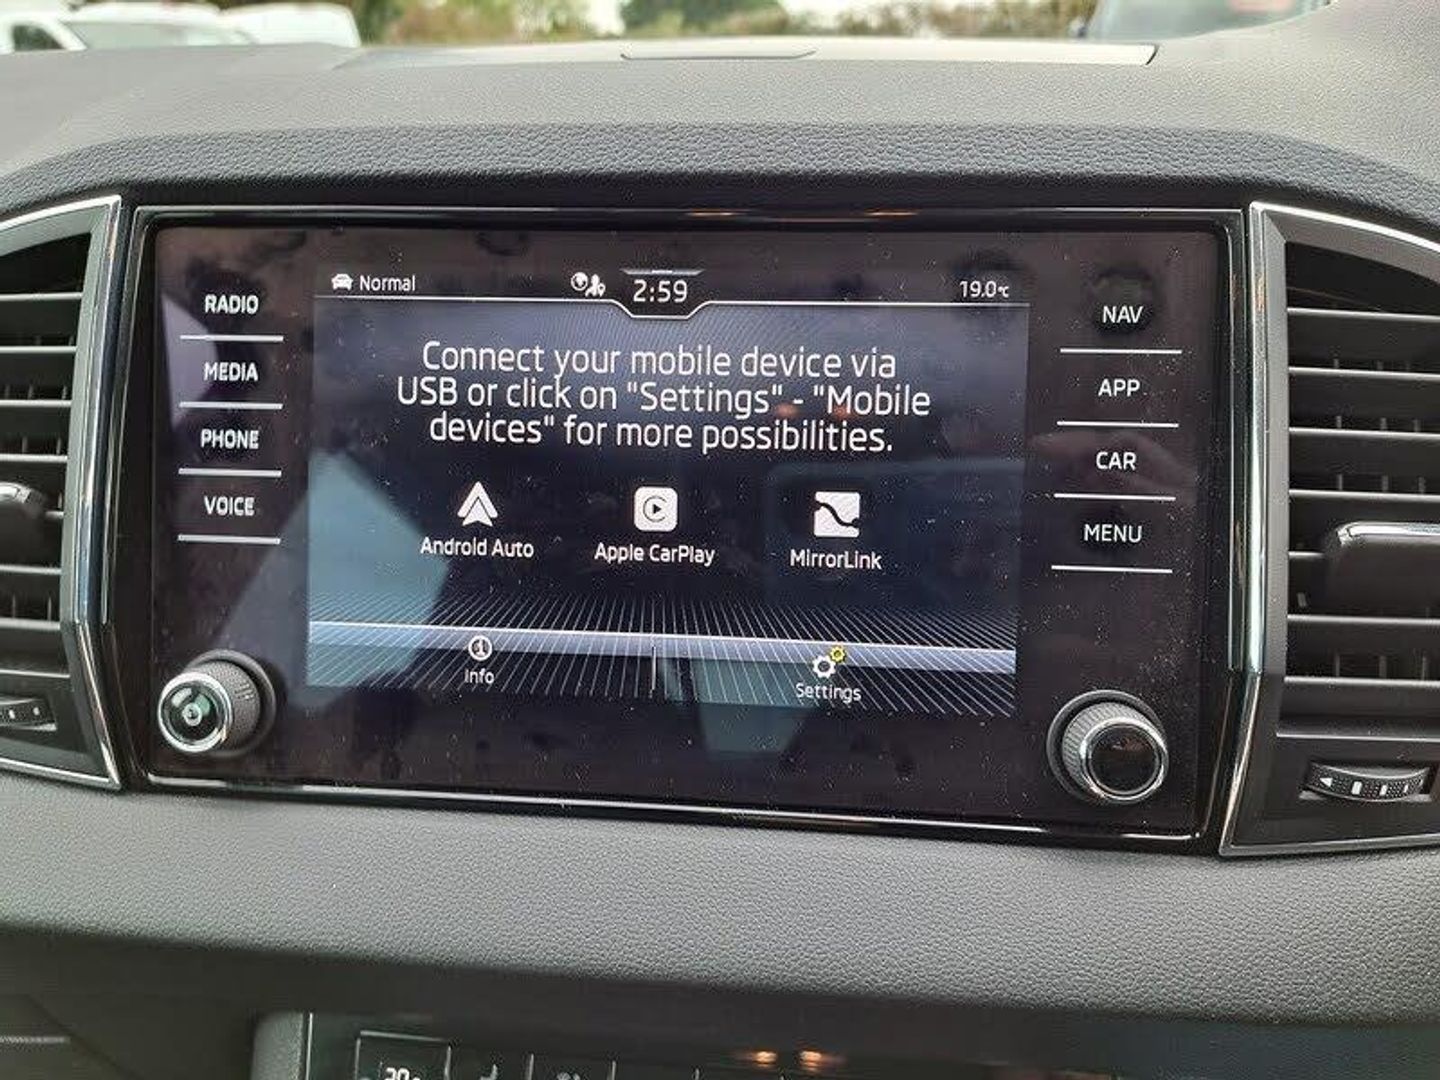 Normal
2:59
19.0°C
RADIO
MEDIA
PHONE
VOICE
Connect your mobile device via
USB or click on "Settings" - "Mobile
devices" for more possibilities.
Android Auto
Apple CarPlay
MirrorLink
Info
Settings
NAV
APP
CAR
MENU